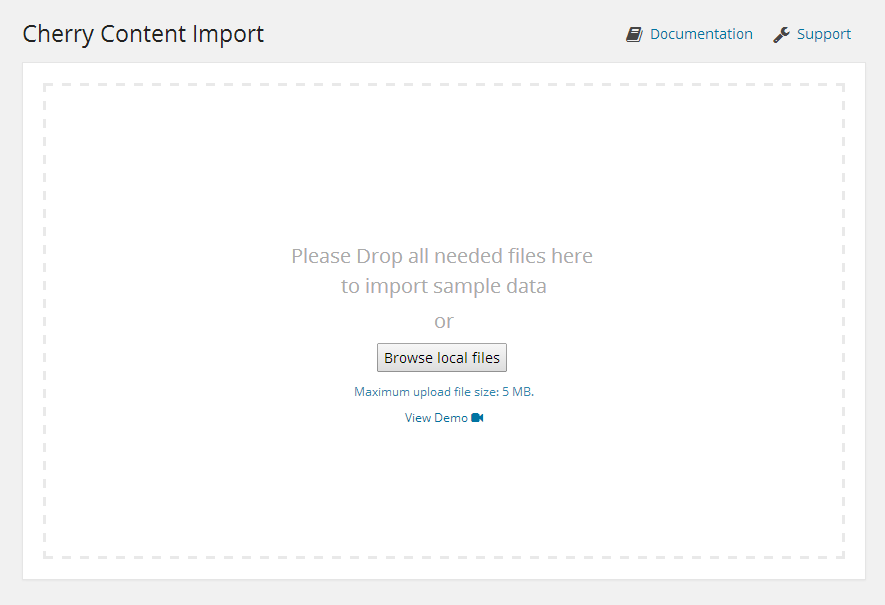 Cherry Content Import
Documentation
Support
Please Drop all needed files here
to import sample data
or
Browse local files
Maximum upload file size: 5 MB.
View Demo